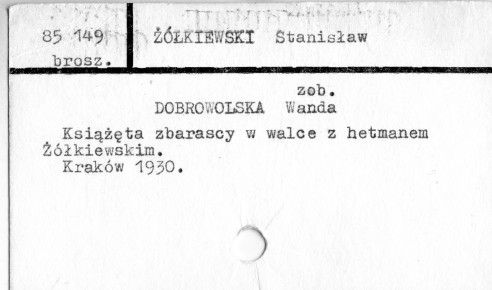 85 149 ŻÓŁKIEWSKI Stanisław
brosz.
zob.
DOBROWOLSKA Wanda
Książęta zbarascy w walce z hetmanem
Żółkiewskim.
Kraków 1930.